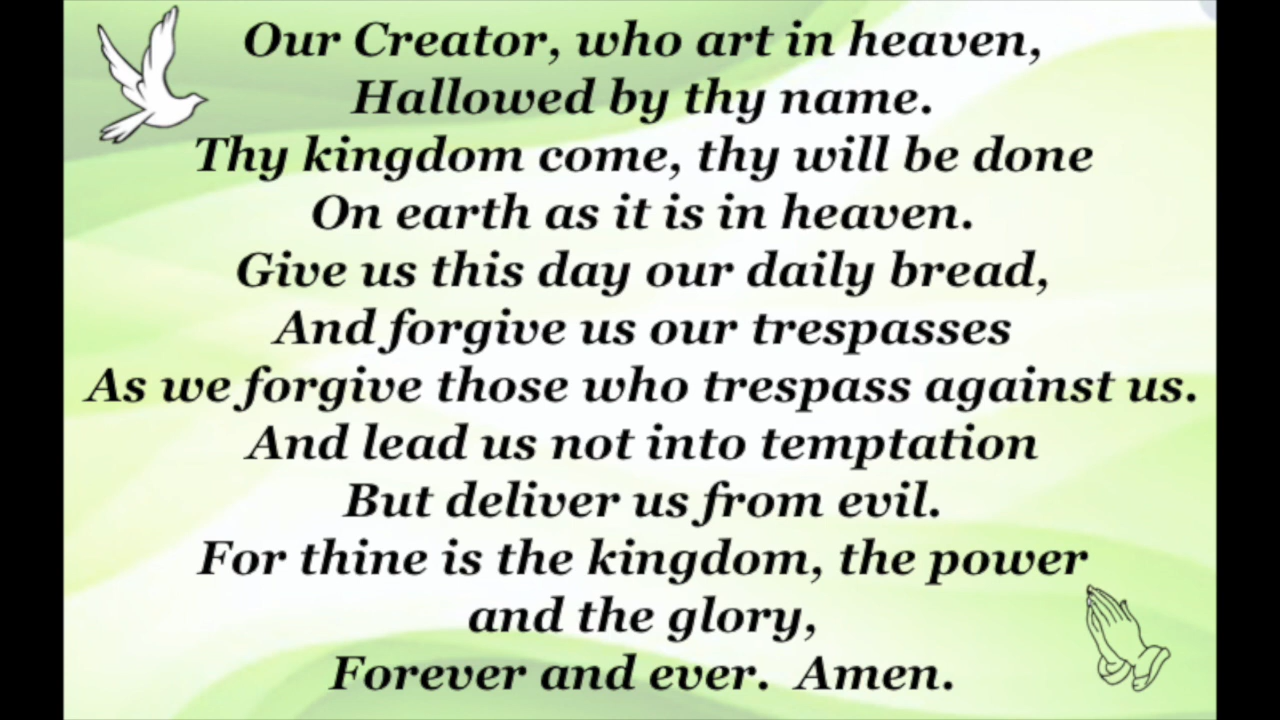 Our Creator, who art in heaven,
Hallowed by thy name.
Thy kingdom come, thy will be done
On earth as it is in heaven.
Give us this day our daily bread,
And forgive us our trespasses
As we forgive those who trespass against us.
And lead us not into temptation
But deliver us from evil.
For thine is the kingdom, the power
and the glory,
Forever and ever.  Amen.